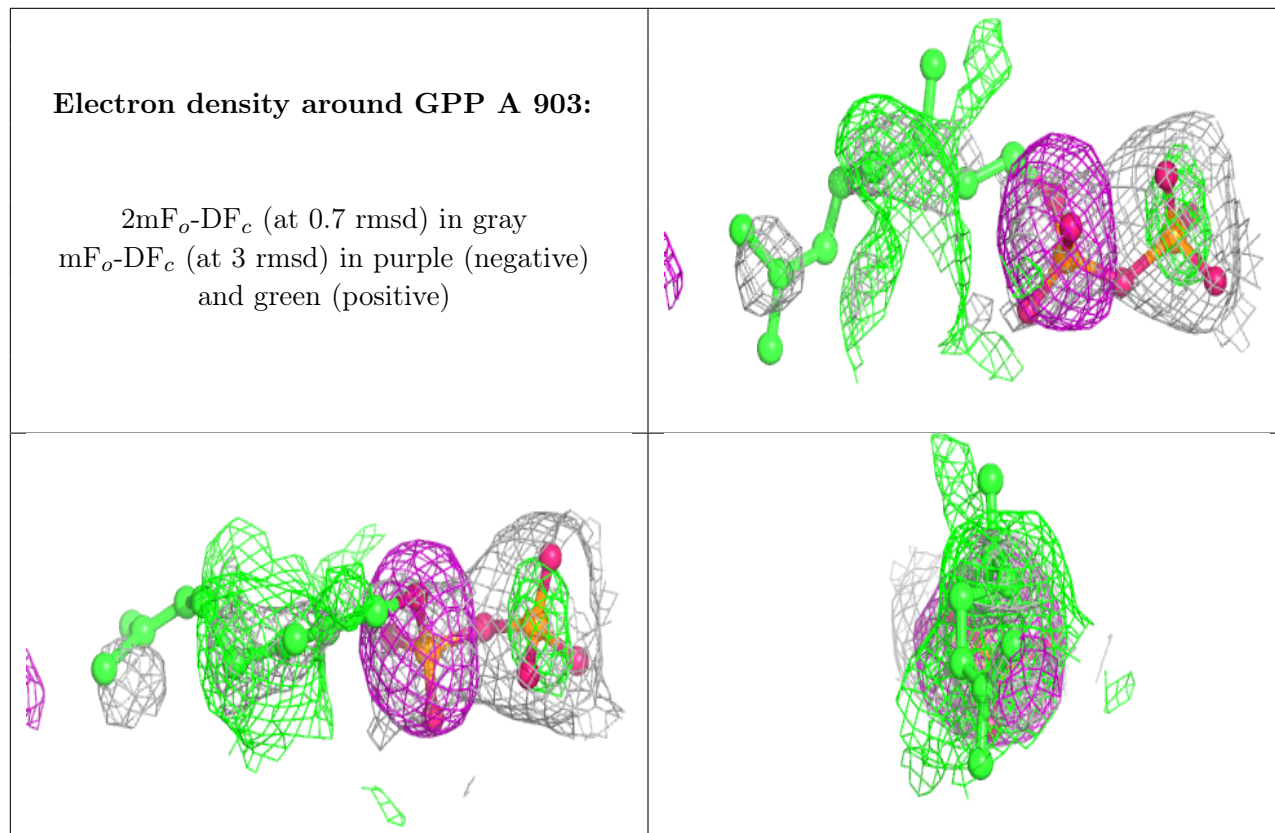 Electron density around GPP A 903:
2mFo-DFc (at 0.7 rmsd) in gray
mFo-DFc (at 3 rmsd) in purple (negative)
and green (positive)